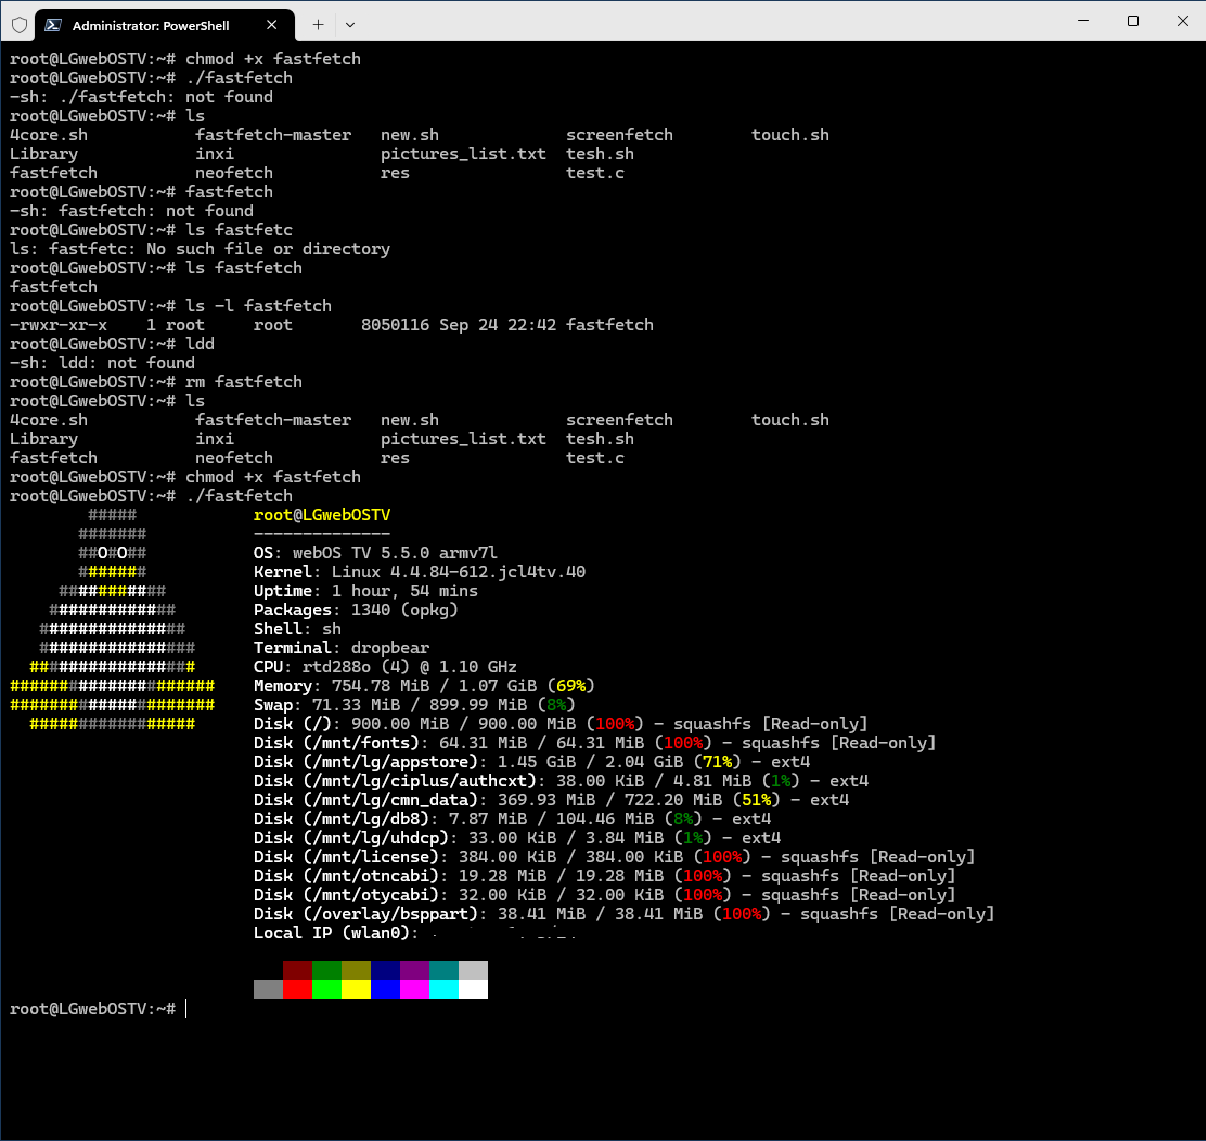 Administrator: PowerShell
root@LGwebOSTV:~# chmod +x fastfetch
root@LGwebOSTV:~# ./fastfetch
-sh: ./fastfetch: not found
root@LGwebOSTV:~# ls
4core.sh           fastfetch-master   new.sh             screenfetch        touch.sh
Library            inxi               pictures_list.txt  tesh.sh
fastfetch          neofetch           res                test.c
root@LGwebOSTV:~# fastfetch
-sh: fastfetch: not found
root@LGwebOSTV:~# ls fastfetc
ls: fastfetc: No such file or directory
root@LGwebOSTV:~# ls fastfetch
fastfetch
root@LGwebOSTV:~# ls -l fastfetch
-rwxr-xr-x    1 root     root       8050116 Sep 24 22:42 fastfetch
root@LGwebOSTV:~# ldd
-sh: ldd: not found
root@LGwebOSTV:~# rm fastfetch
root@LGwebOSTV:~# ls
4core.sh           fastfetch-master   new.sh             screenfetch        touch.sh
Library            inxi               pictures_list.txt  tesh.sh
fastfetch          neofetch           res                test.c
root@LGwebOSTV:~# chmod +x fastfetch
root@LGwebOSTV:~# ./fastfetch
        #####            root@LGwebOSTV
       #######           --------------
       ##O#O##           OS: webOS TV 5.5.0 armv7l
       #######           Kernel: Linux 4.4.84-612.jcl4tv.40
     ###########         Uptime: 1 hour, 54 mins
    #############        Packages: 1340 (opkg)
   ###############       Shell: sh
   ################      Terminal: dropbear
  #################      CPU: rtd288o (4) @ 1.10 GHz
#####################    Memory: 754.78 MiB / 1.07 GiB (69%)
#####################    Swap: 71.33 MiB / 899.99 MiB (8%)
  #################      Disk (/): 900.00 MiB / 900.00 MiB (100%) - squashfs [Read-only]
                         Disk (/mnt/fonts): 64.31 MiB / 64.31 MiB (100%) - squashfs [Read-only]
                         Disk (/mnt/lg/appstore): 1.45 GiB / 2.04 GiB (71%) - ext4
                         Disk (/mnt/lg/ciplus/authcxt): 38.00 KiB / 4.81 MiB (1%) - ext4
                         Disk (/mnt/lg/cmn_data): 369.93 MiB / 722.20 MiB (51%) - ext4
                         Disk (/mnt/lg/db8): 7.87 MiB / 104.46 MiB (8%) - ext4
                         Disk (/mnt/lg/uhdcp): 33.00 KiB / 3.84 MiB (1%) - ext4
                         Disk (/mnt/license): 384.00 KiB / 384.00 KiB (100%) - squashfs [Read-only]
                         Disk (/mnt/otncabi): 19.28 MiB / 19.28 MiB (100%) - squashfs [Read-only]
                         Disk (/mnt/otycabi): 32.00 KiB / 32.00 KiB (100%) - squashfs [Read-only]
                         Disk (/overlay/bsppart): 38.41 MiB / 38.41 MiB (100%) - squashfs [Read-only]
                         Local IP (wlan0):
root@LGwebOSTV:~#